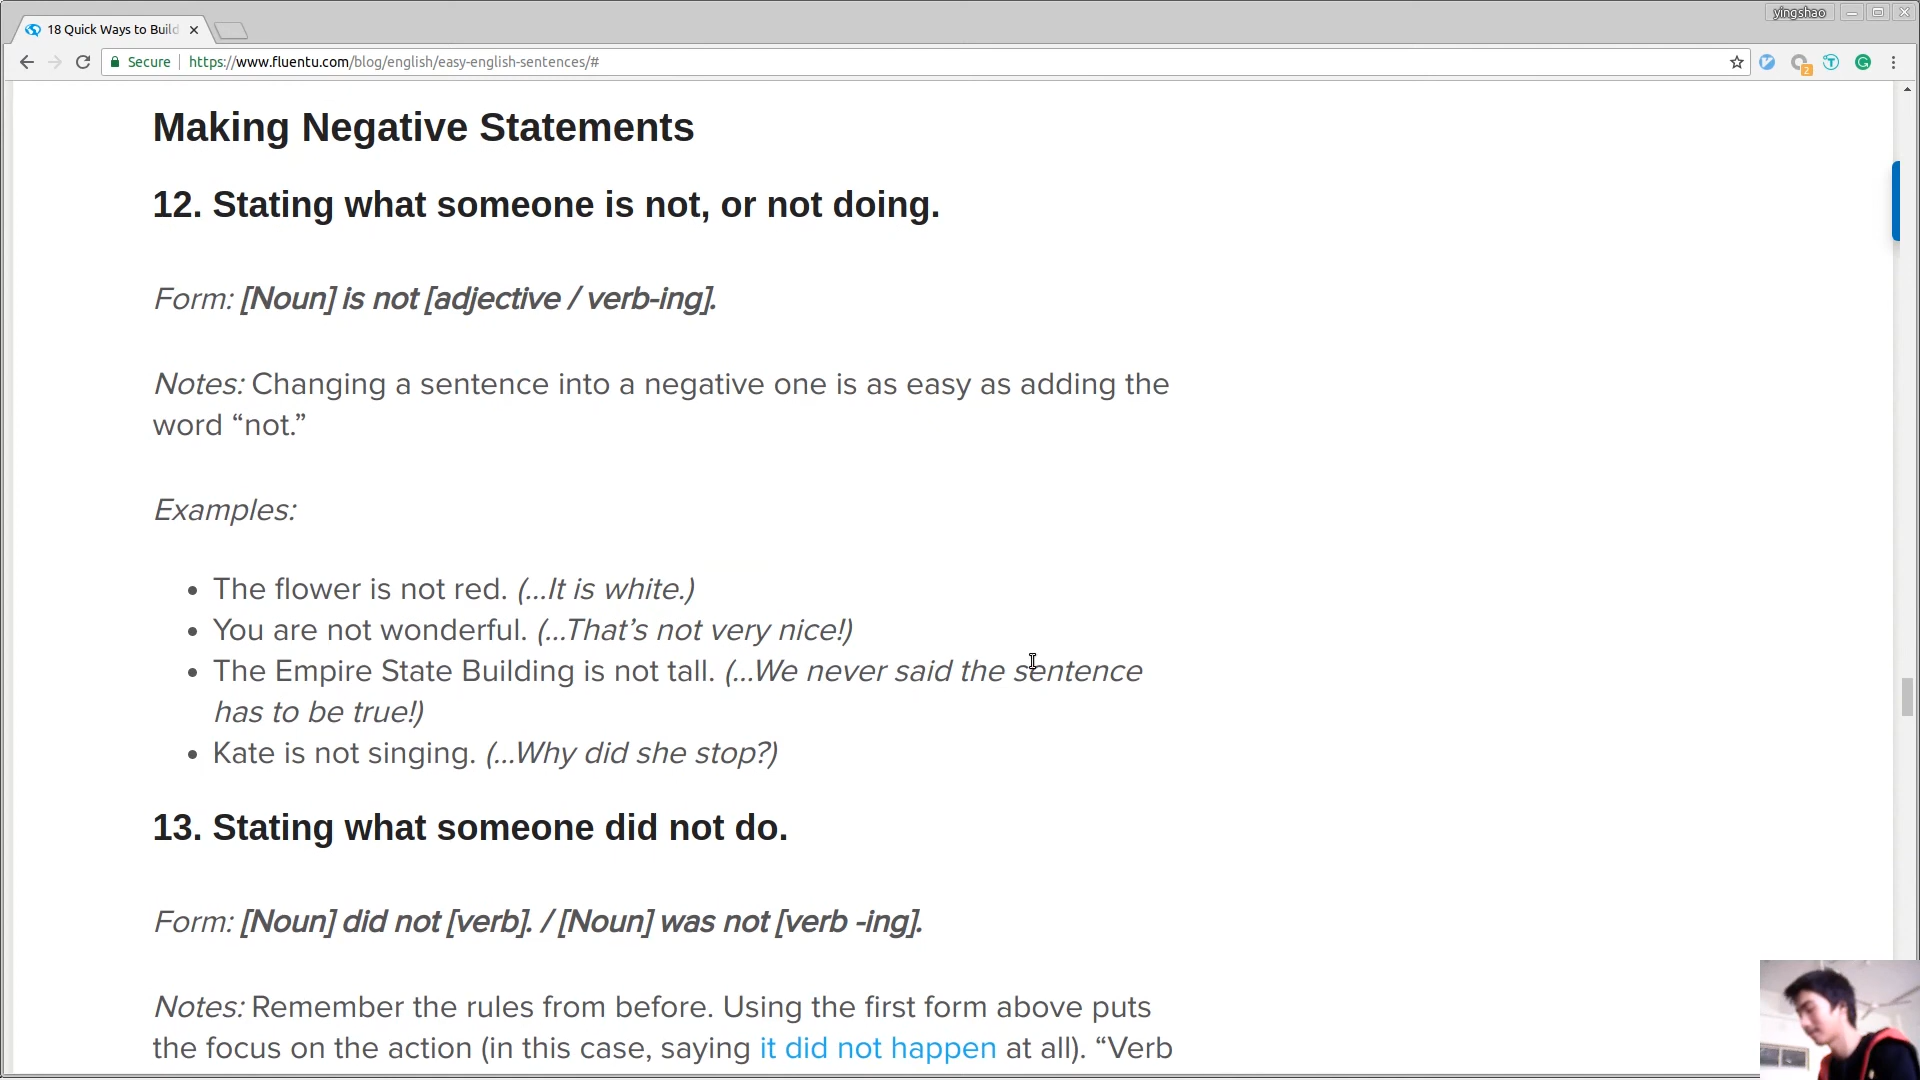 yingshao
18 Quick Ways to Build
Secure
https://www.fluentu.com/blog/english/easy-english-sentences/#
2
Making Negative Statements
12. Stating what someone is not, or not doing.
Form: [Noun] is not [adjective / verb-ing].
Notes: Changing a sentence into a negative one is as easy as adding the
word “not.”
Examples:
• The flower is not red. (…It is white.)
• You are not wonderful. (…That’s not very nice!)
• The Empire State Building is not tall. (…We never said the sentence
has to be true!)
• Kate is not singing. (…Why did she stop?)
13. Stating what someone did not do.
Form: [Noun] did not [verb]. / [Noun] was not [verb -ing].
Notes: Remember the rules from before. Using the first form above puts
the focus on the action (in this case, saying it did not happen at all). “Verb